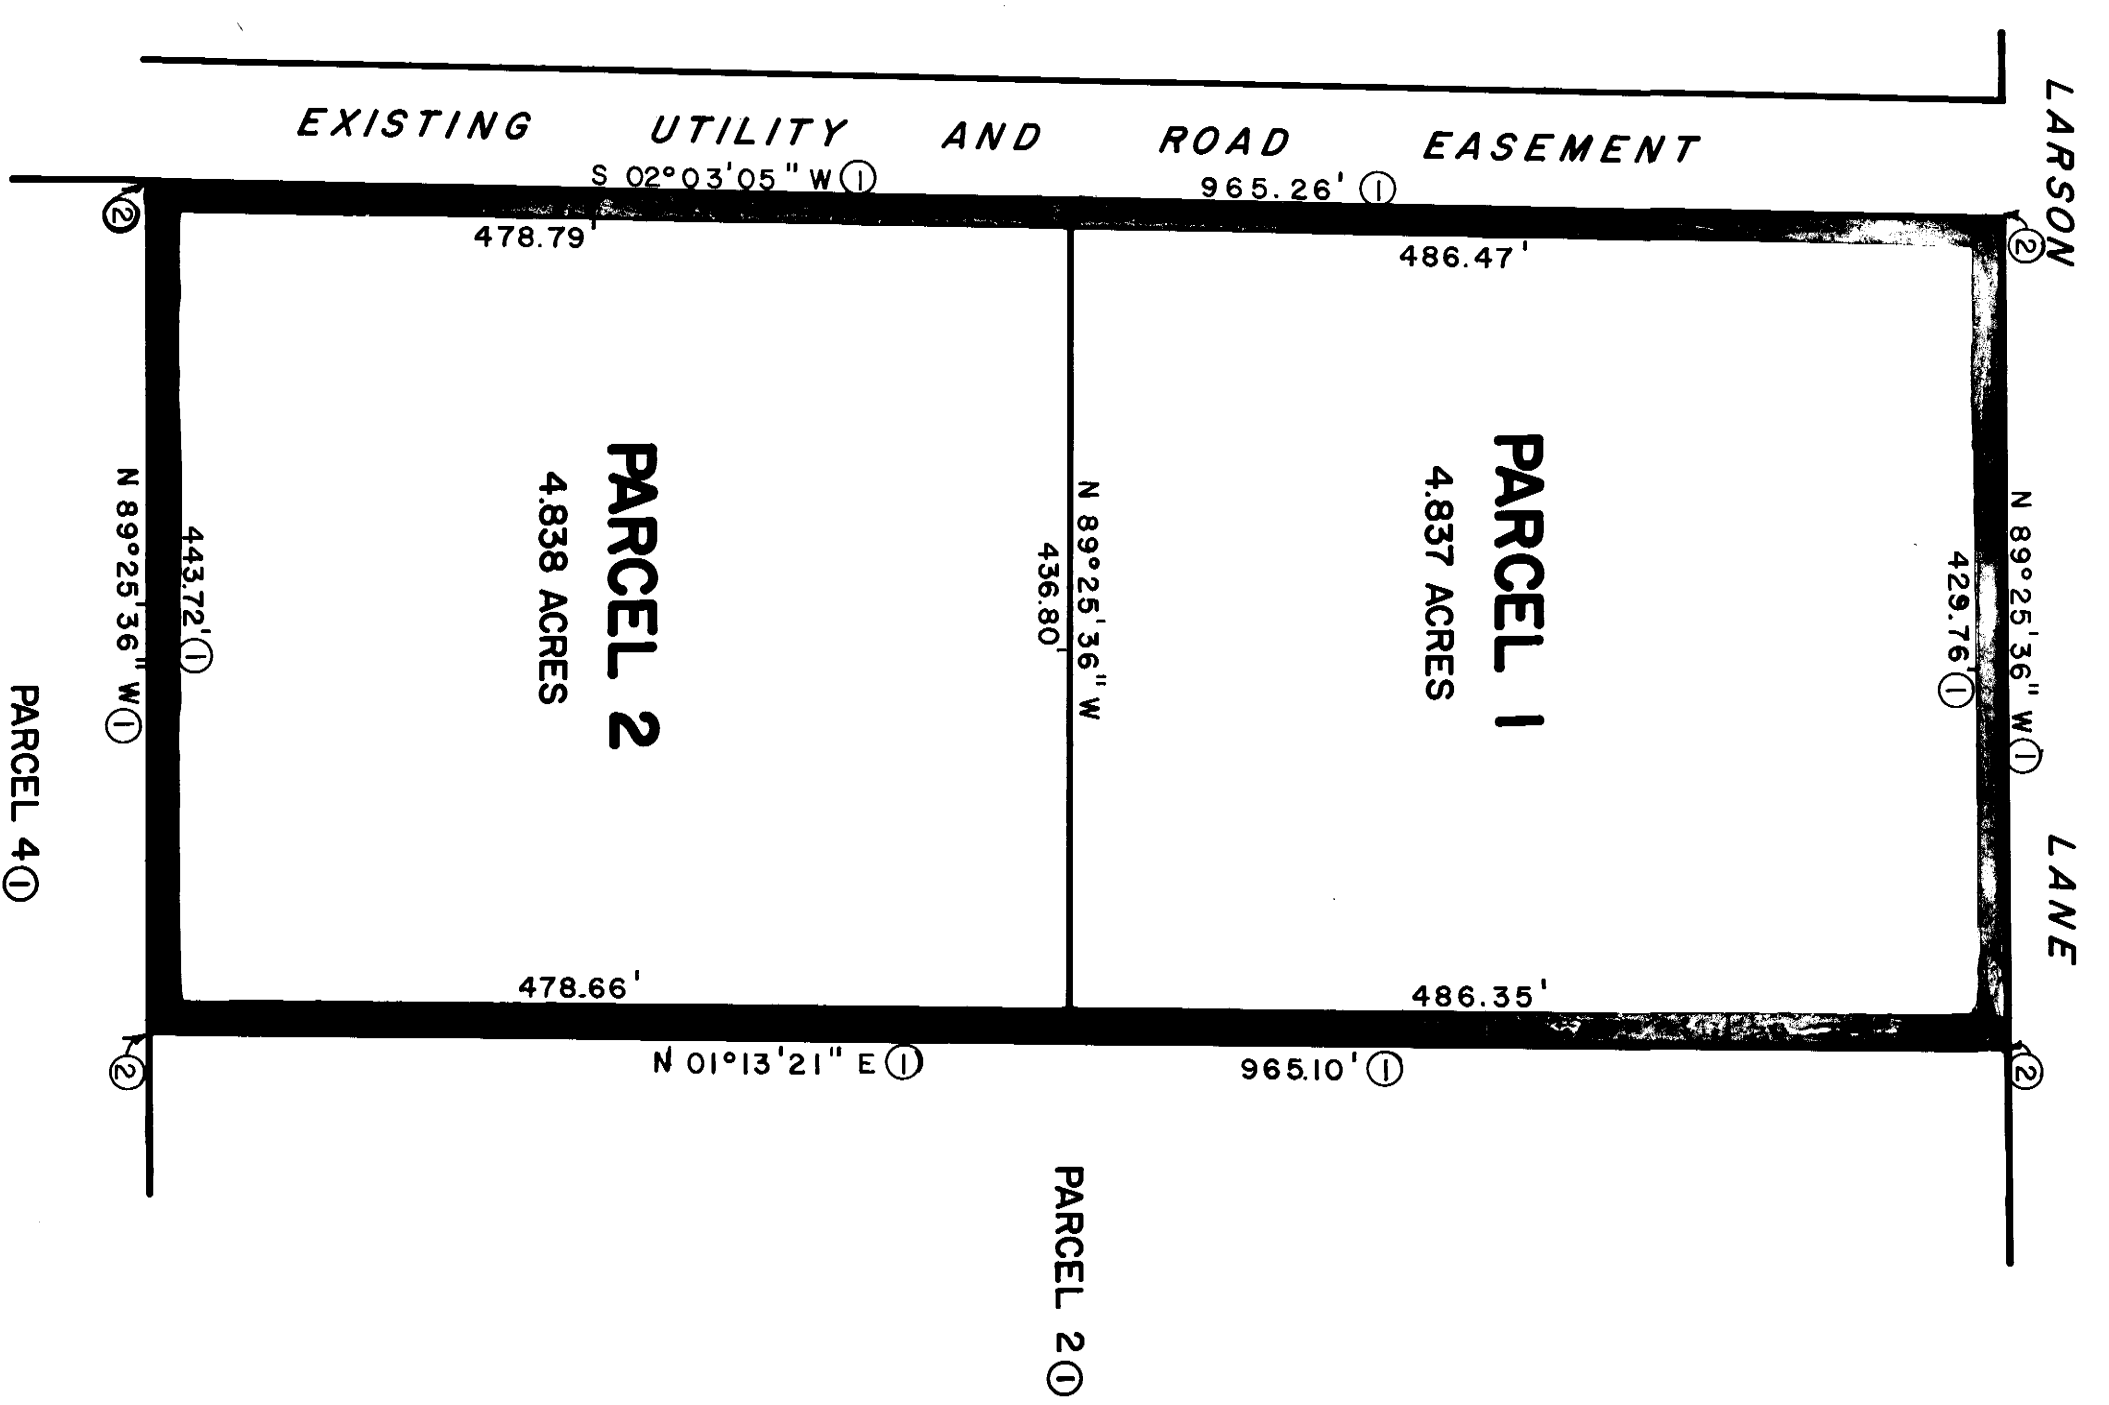 EXISTING UTILITY AND ROAD EASEMENT
S 02°03'05" W ①
965.26' ①
②
②
478.79'
486.47'
LARSON LANE
N 89°25'36" W ①
429.76' ①
PARCEL 1
4.837 ACRES
N 89°25'36" W
436.80'
PARCEL 2
4.838 ACRES
443.72' ①
N 89°25'36" W ①
PARCEL 4 ①
478.66'
486.35'
N 01°13'21" E ①
965.10' ①
②
②
PARCEL 2 ①